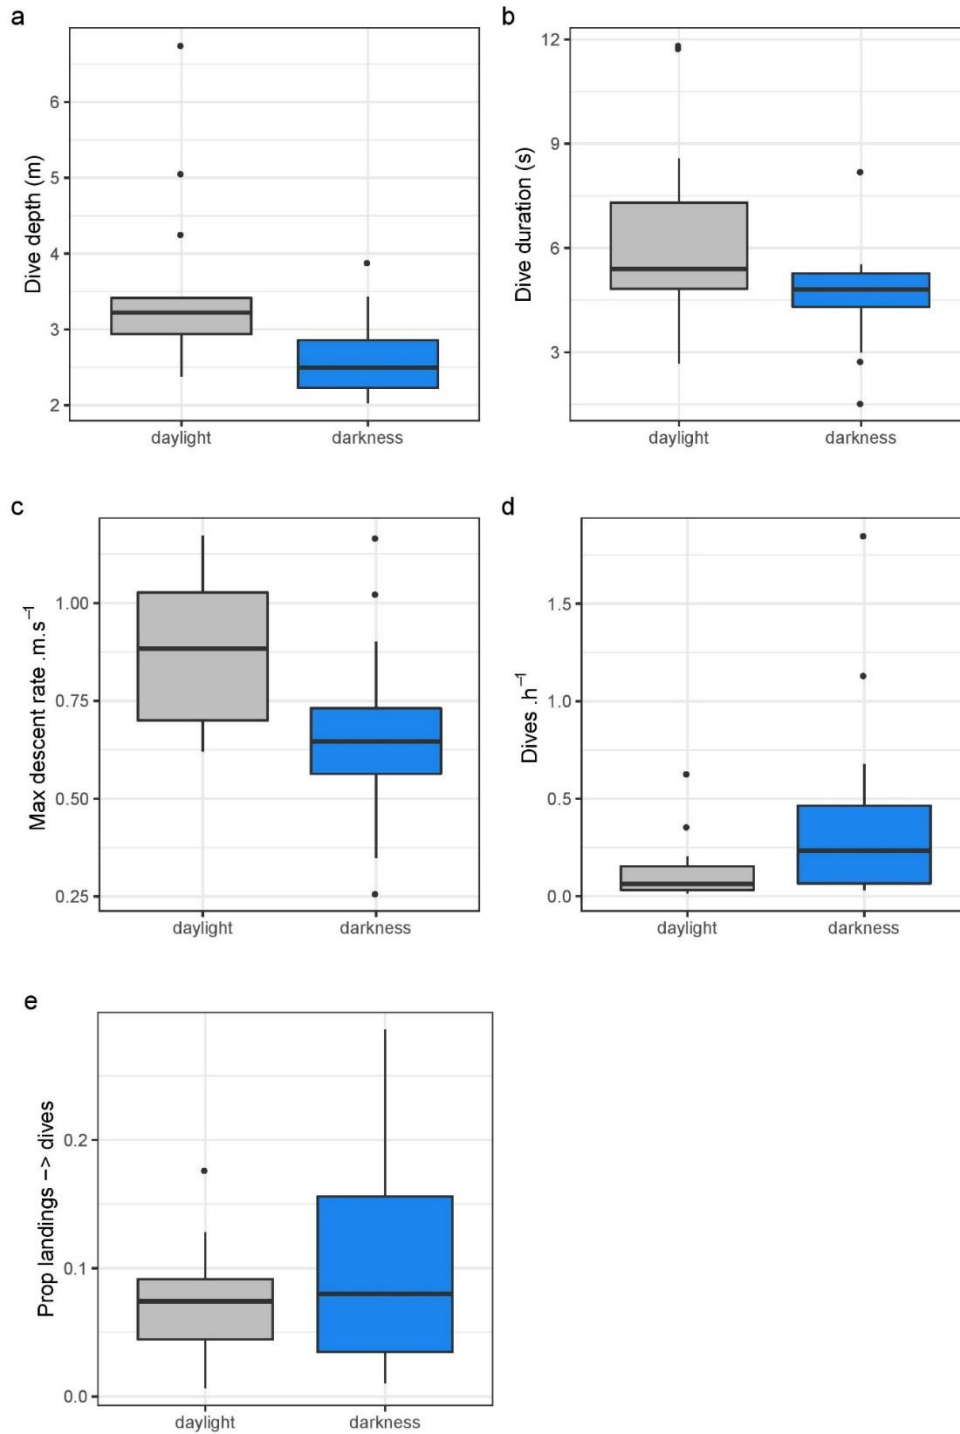 a
Dive depth (m)
6
5
4
3
2
daylight darkness
b
Dive duration (s)
12
9
6
3
daylight darkness
c
Max descent rate .m.s⁻¹
1.00
0.75
0.50
0.25
daylight darkness
d
Dives .h⁻¹
1.5
1.0
0.5
0.0
daylight darkness
e
Prop landings −> dives
0.2
0.1
0.0
daylight darkness